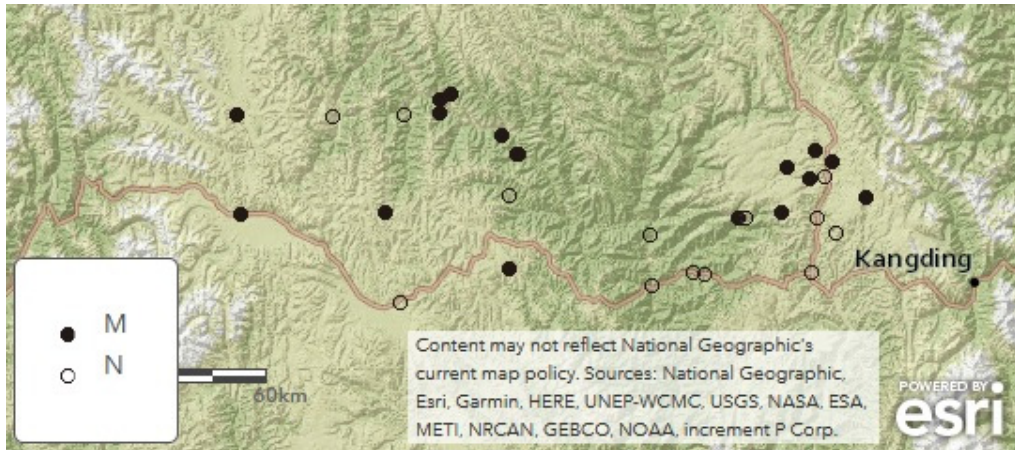 Kangding
M
N
60km
Content may not reflect National Geographic's
current map policy. Sources: National Geographic,
Esri, Garmin, HERE, UNEP-WCMC, USGS, NASA, ESA,
METI, NRCAN, GEBCO, NOAA, increment P Corp.
POWERED BY
esri